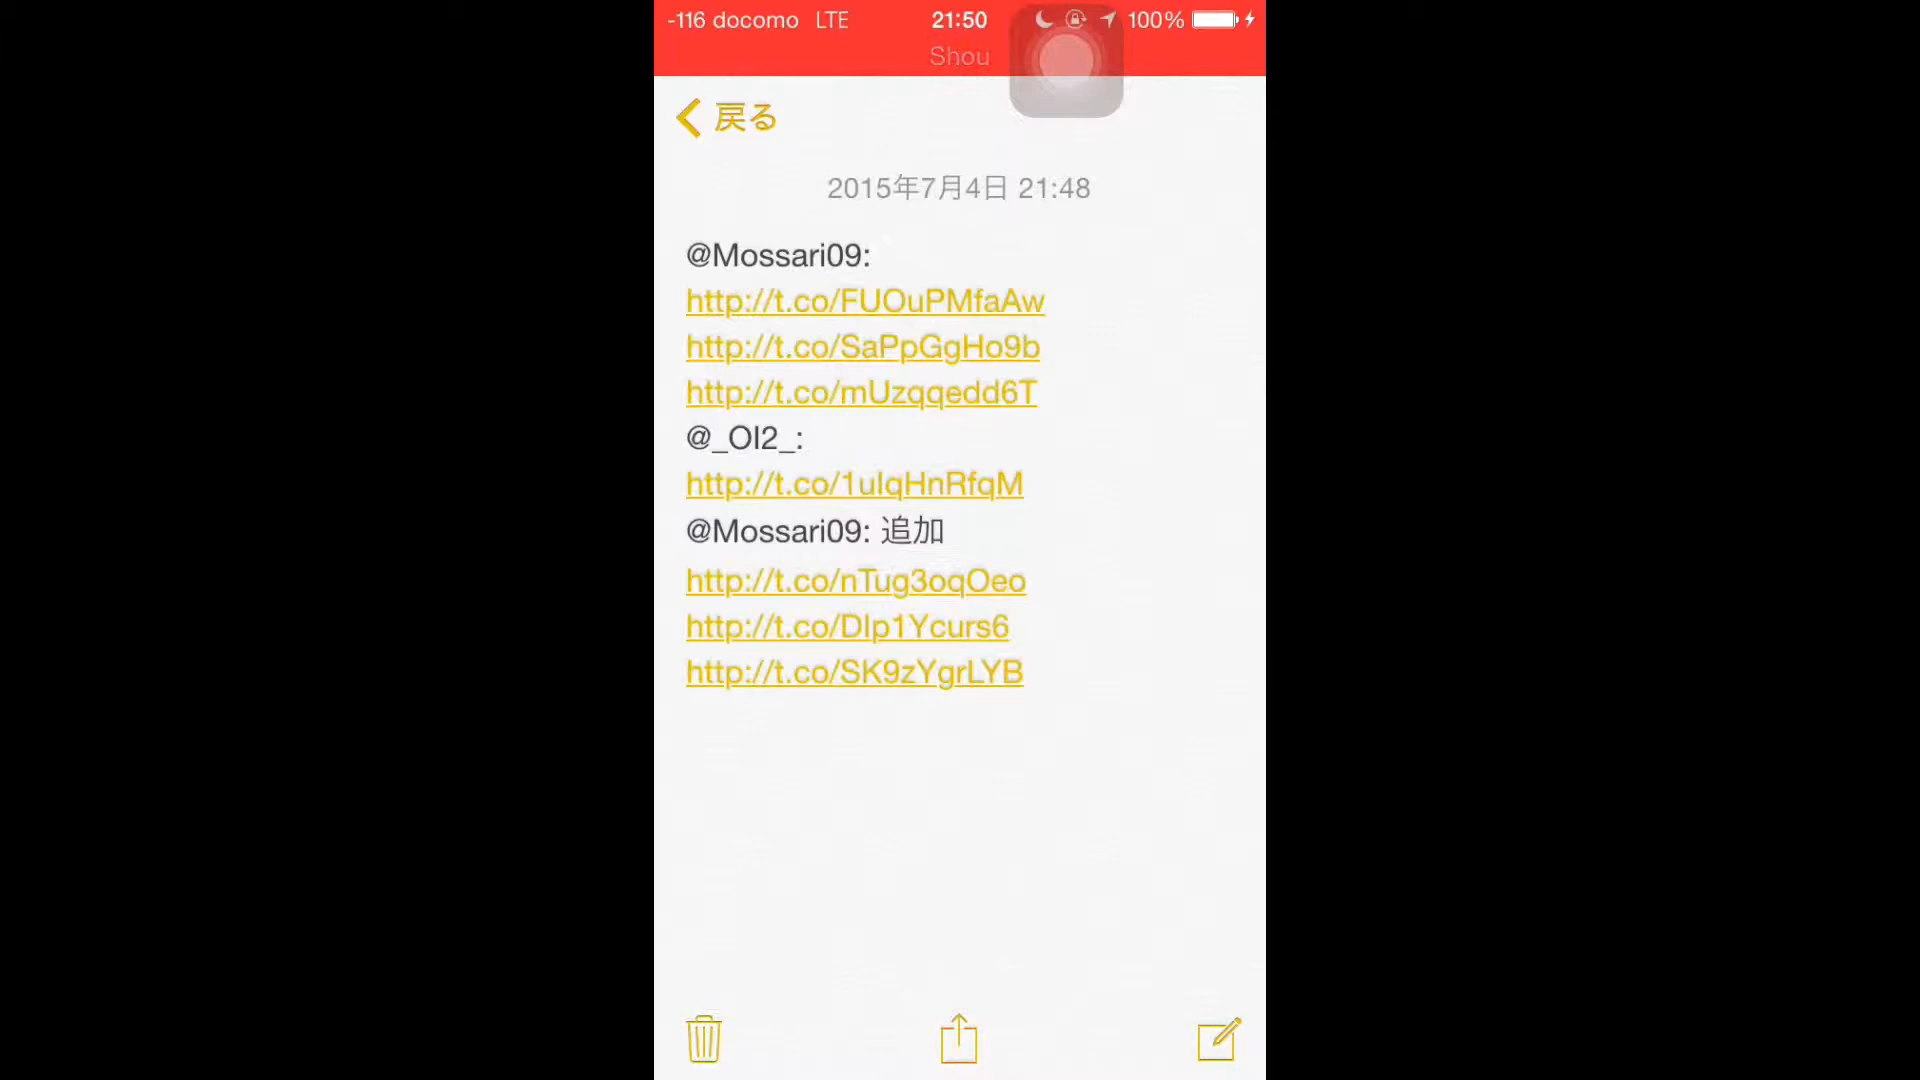 -116 docomo LTE 21:50 100%
Shou
戻る
2015年7月4日 21:48
@Mossari09:
http://t.co/FUOuPMfaAw
http://t.co/SaPpGgHo9b
http://t.co/mUzqqedd6T
@_OI2_:
http://t.co/1uIqHnRfqM
@Mossari09: 追加
http://t.co/nTug3oqOeo
http://t.co/DIp1Ycurs6
http://t.co/SK9zYgrLYB